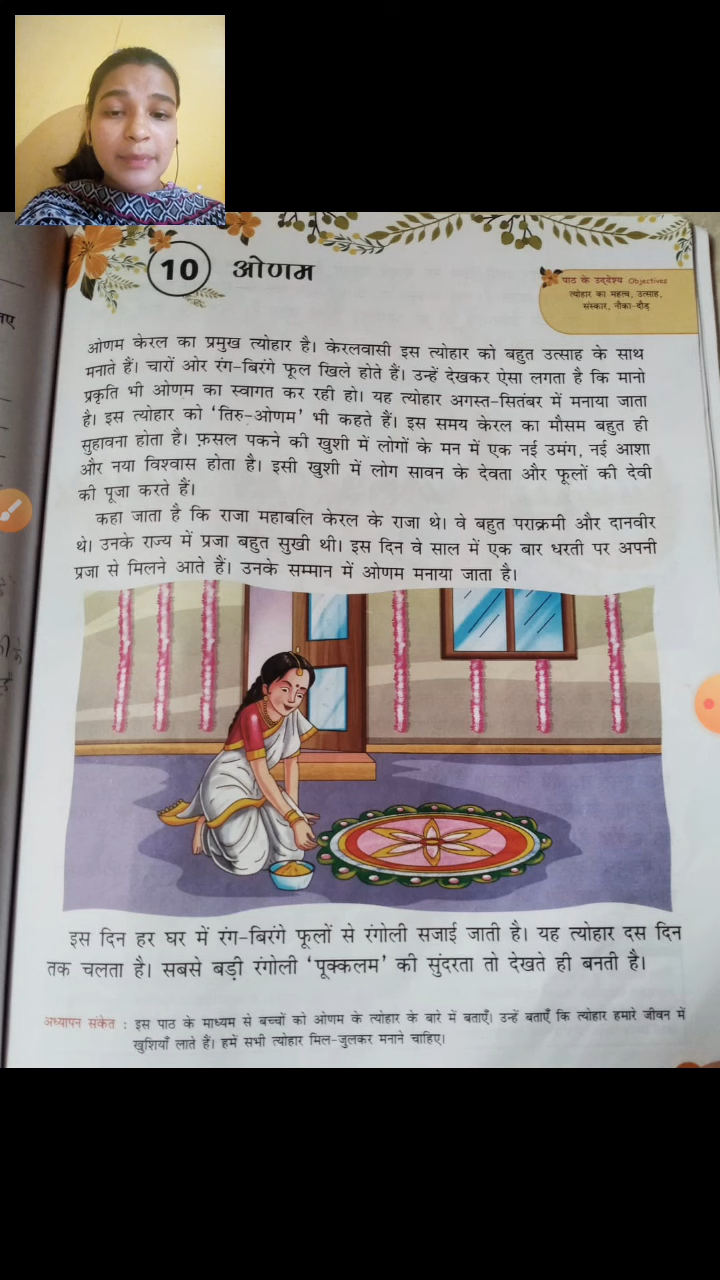 10 ओणम
पाठ के उद्देश्य Objectives
त्योहार का महत्व, उत्साह,
संस्कार, नौका-दौड़
ओणम केरल का प्रमुख त्योहार है। केरलवासी इस त्योहार को बहुत उत्साह के साथ
मनाते हैं। चारों ओर रंग-बिरंगे फूल खिले होते हैं। उन्हें देखकर ऐसा लगता है कि मानो
प्रकृति भी ओणम का स्वागत कर रही हो। यह त्योहार अगस्त-सितंबर में मनाया जाता
है। इस त्योहार को 'तिरु-ओणम' भी कहते हैं। इस समय केरल का मौसम बहुत ही
सुहावना होता है। फ़सल पकने की खुशी में लोगों के मन में एक नई उमंग, नई आशा
और नया विश्वास होता है। इसी खुशी में लोग सावन के देवता और फूलों की देवी
की पूजा करते हैं।
कहा जाता है कि राजा महाबलि केरल के राजा थे। वे बहुत पराक्रमी और दानवीर
थे। उनके राज्य में प्रजा बहुत सुखी थी। इस दिन वे साल में एक बार धरती पर अपनी
प्रजा से मिलने आते हैं। उनके सम्मान में ओणम मनाया जाता है।
इस दिन हर घर में रंग-बिरंगे फूलों से रंगोली सजाई जाती है। यह त्योहार दस दिन
तक चलता है। सबसे बड़ी रंगोली 'पूक्कलम' की सुंदरता तो देखते ही बनती है।
अध्यापन संकेत : इस पाठ के माध्यम से बच्चों को ओणम के त्योहार के बारे में बताएँ। उन्हें बताएँ कि त्योहार हमारे जीवन में
खुशियाँ लाते हैं। हमें सभी त्योहार मिल-जुलकर मनाने चाहिए।